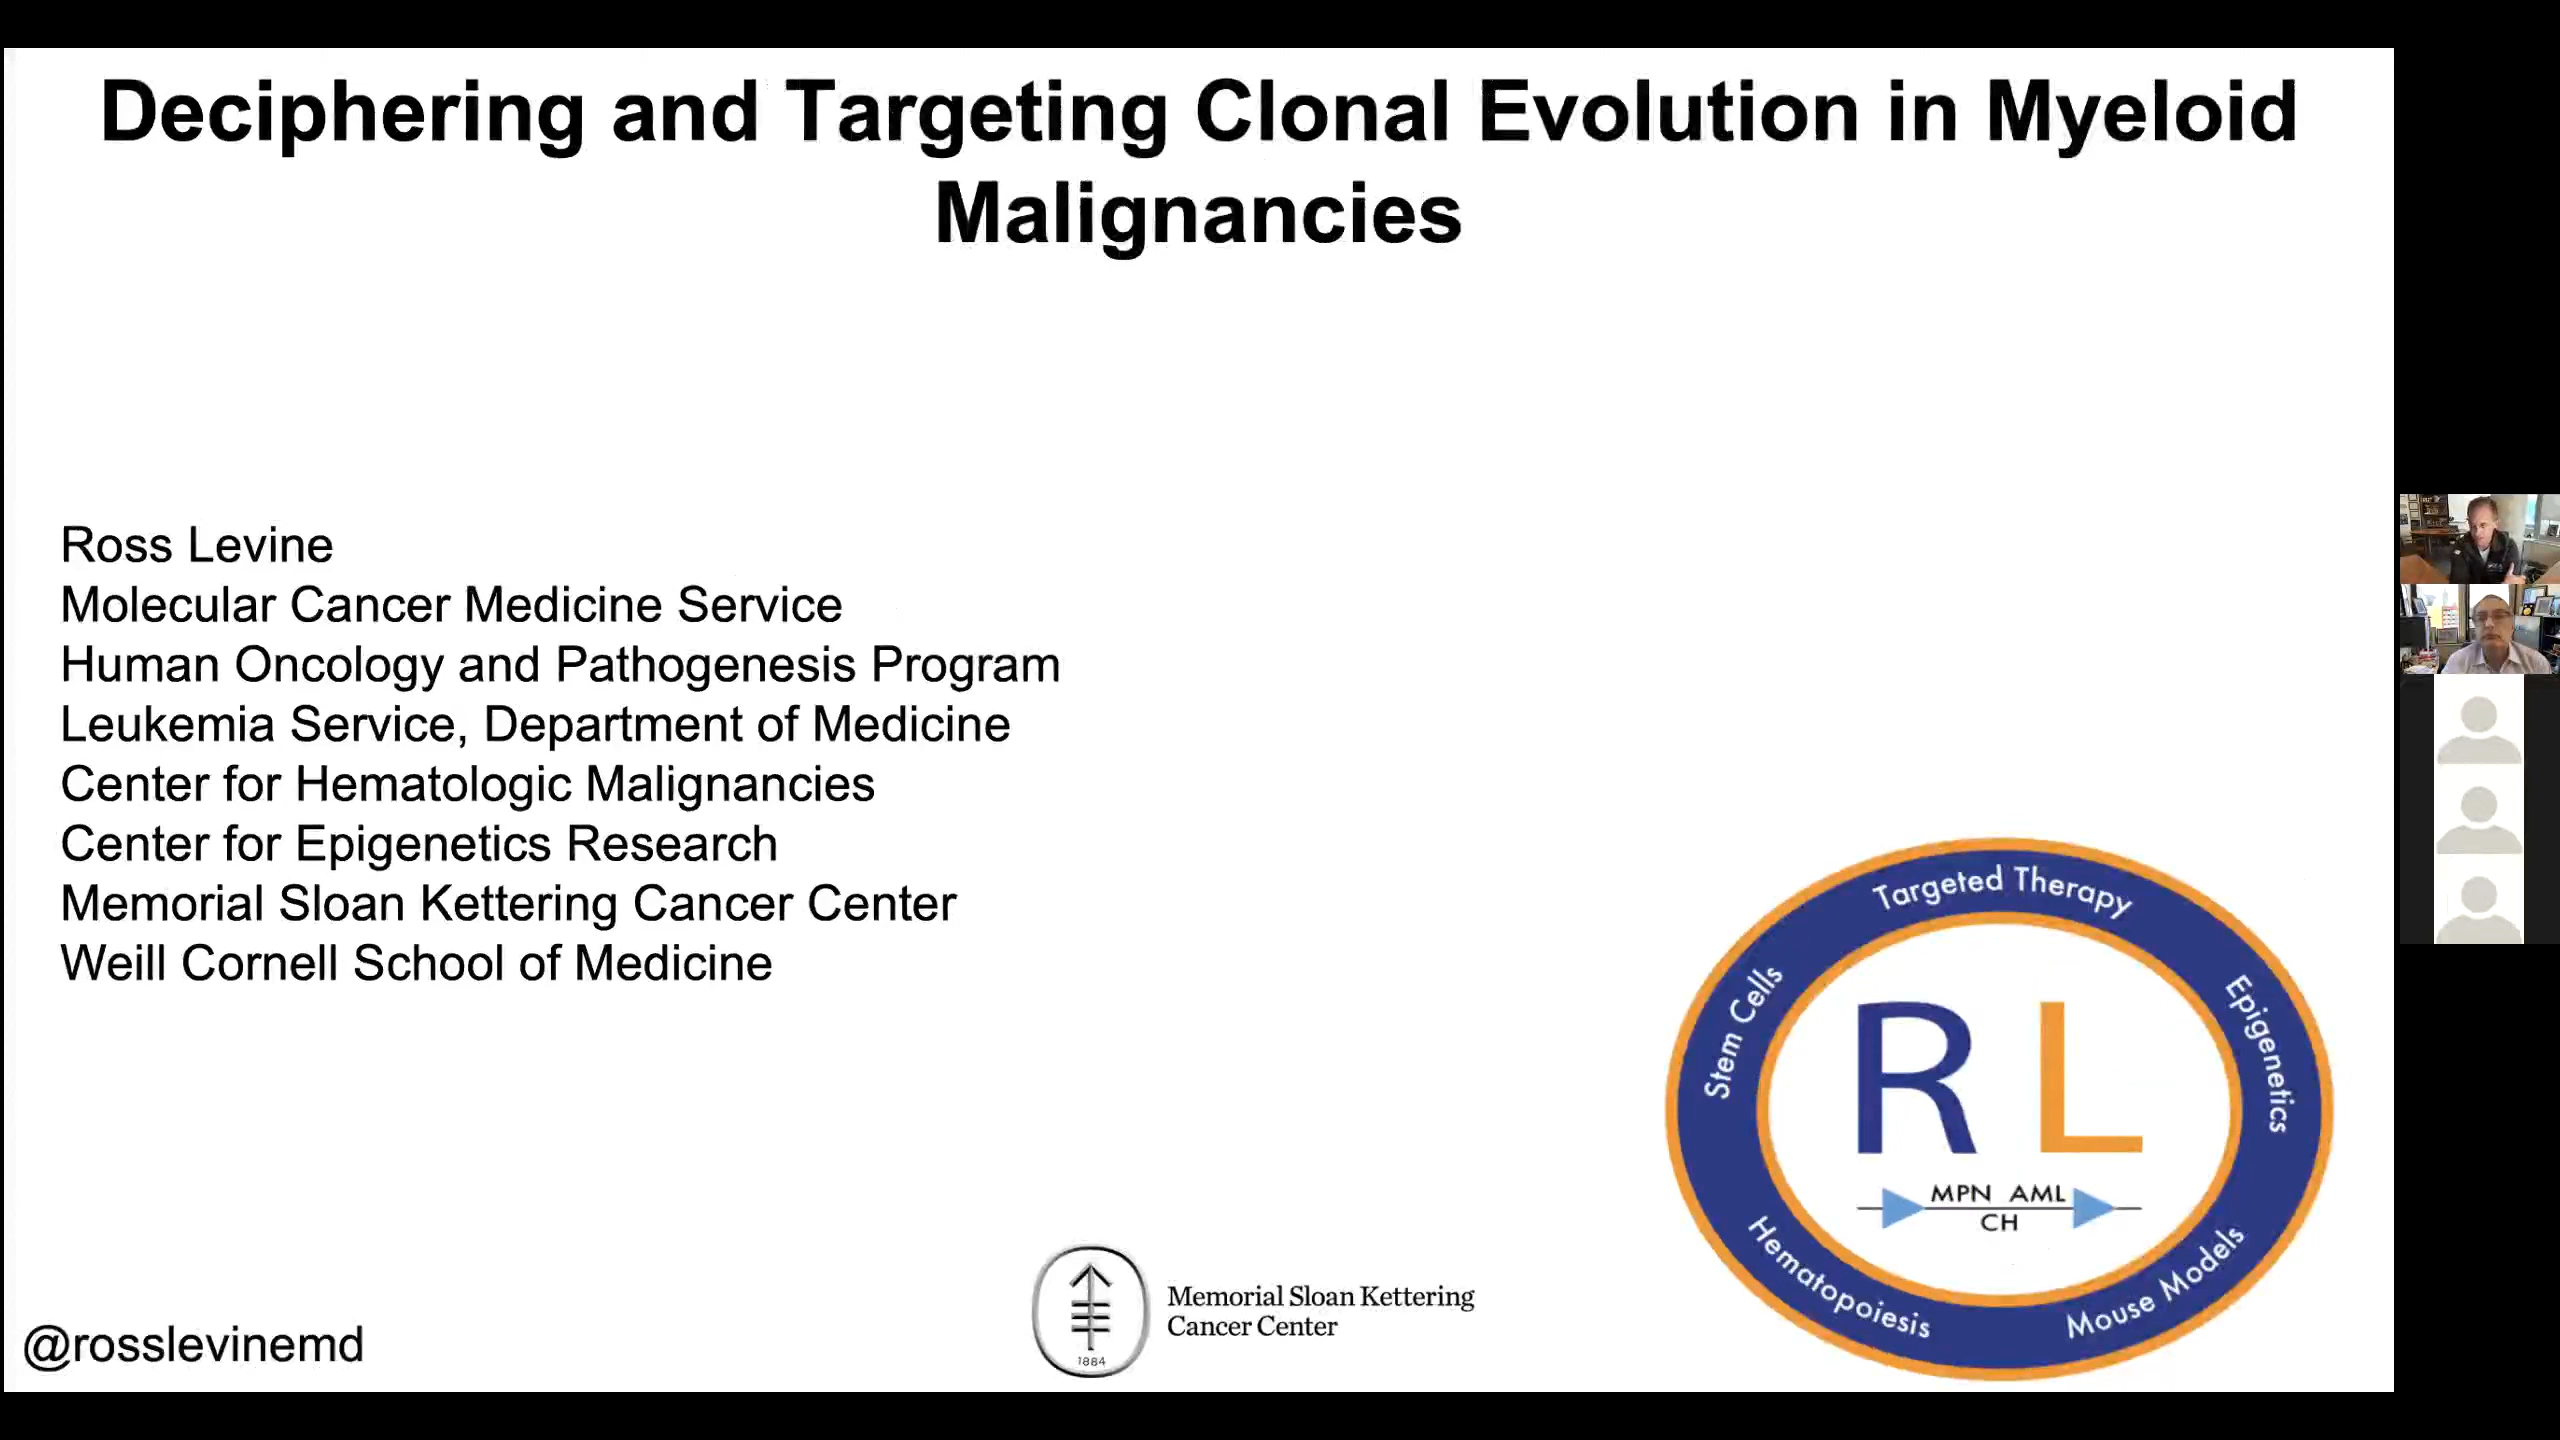 Deciphering and Targeting Clonal Evolution in Myeloid
Malignancies
Ross Levine
Molecular Cancer Medicine Service
Human Oncology and Pathogenesis Program
Leukemia Service, Department of Medicine
Center for Hematologic Malignancies
Center for Epigenetics Research
Memorial Sloan Kettering Cancer Center
Weill Cornell School of Medicine
Targeted Therapy
Stem Cells
Epigenetics
R L
MPN AML
CH
Hematopoiesis
Mouse Models
Memorial Sloan Kettering
Cancer Center
1884
@rosslevinemd